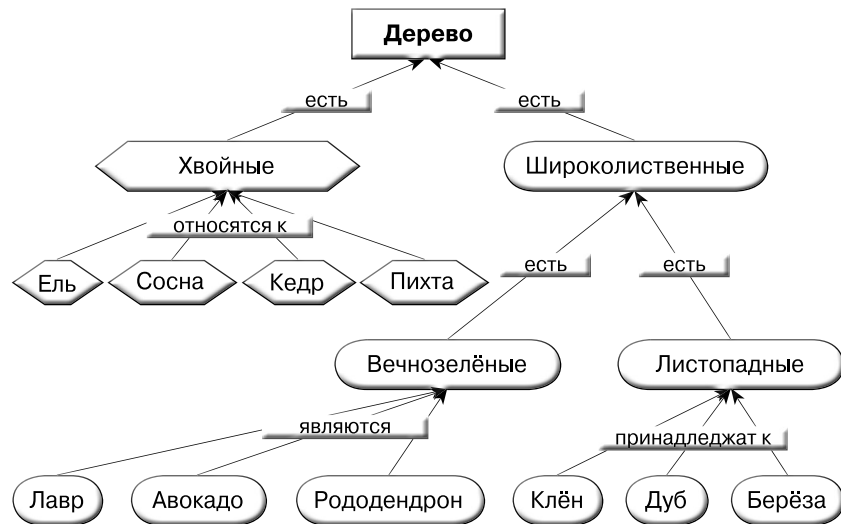 Дерево
есть
есть
Хвойные
Широколиственные
относятся к
Ель
Сосна
Кедр
Пихта
есть
есть
Вечнозелёные
Листопадные
являются
принадледжат к
Лавр
Авокадо
Рододендрон
Клён
Дуб
Берёза